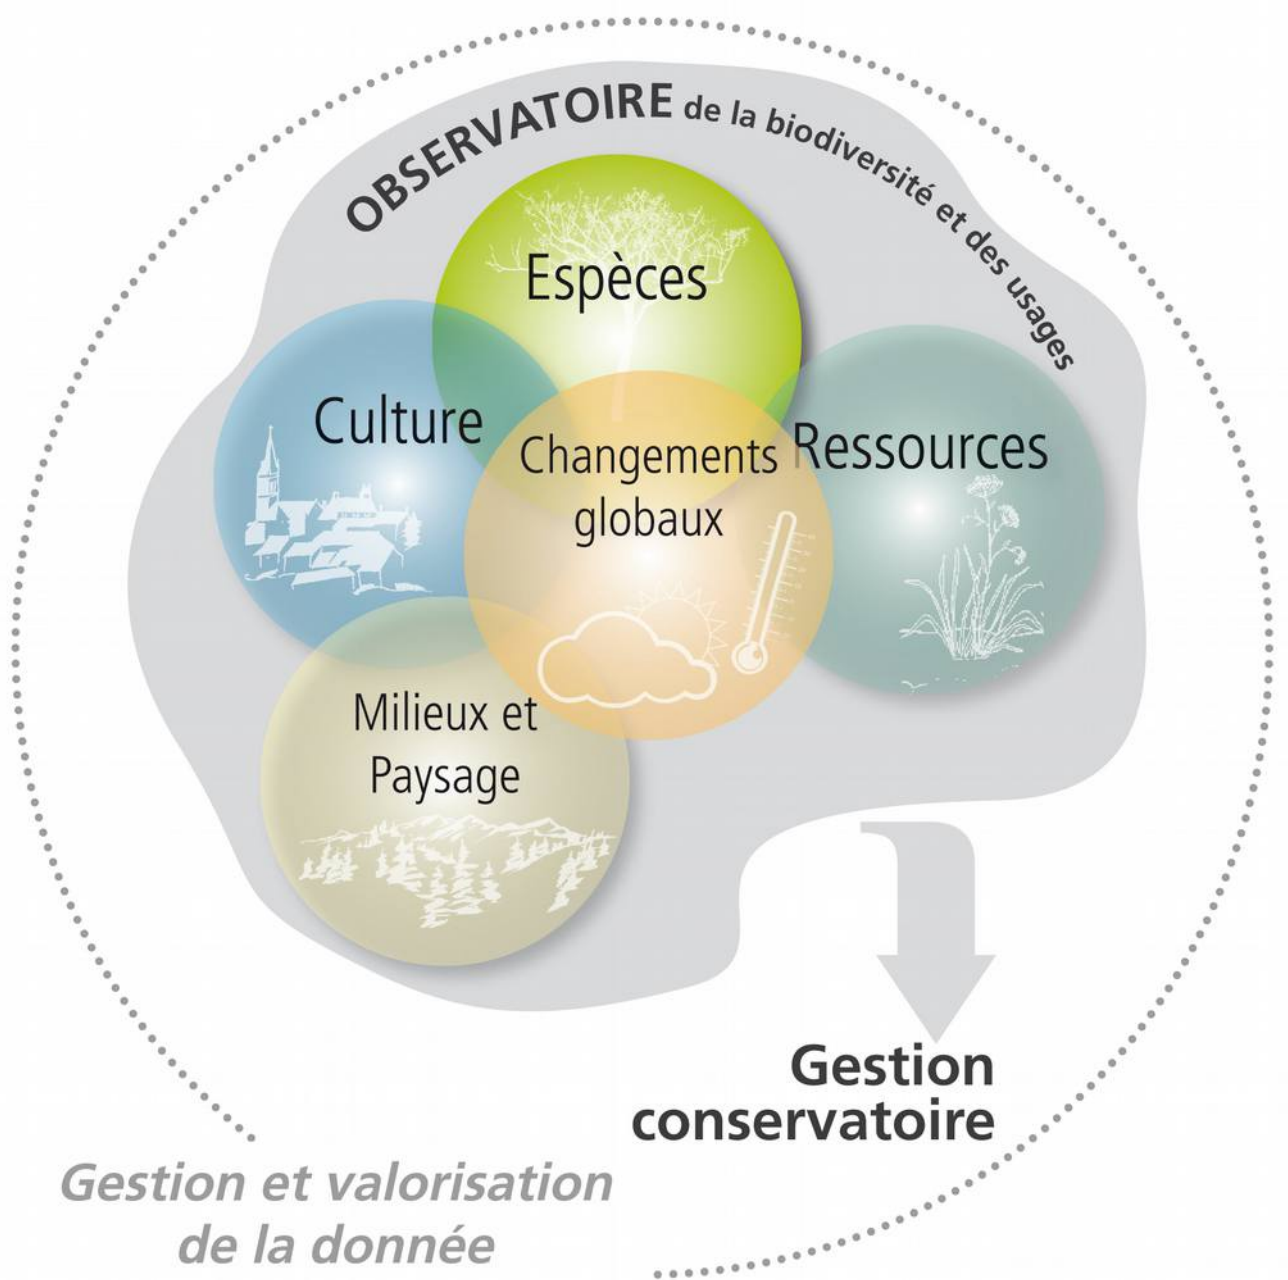 OBSERVATOIRE de la biodiversité et des usages
Espèces
Culture
Changements
globaux
Ressources
Milieux et
Paysage
Gestion
conservatoire
Gestion et valorisation
de la donnée